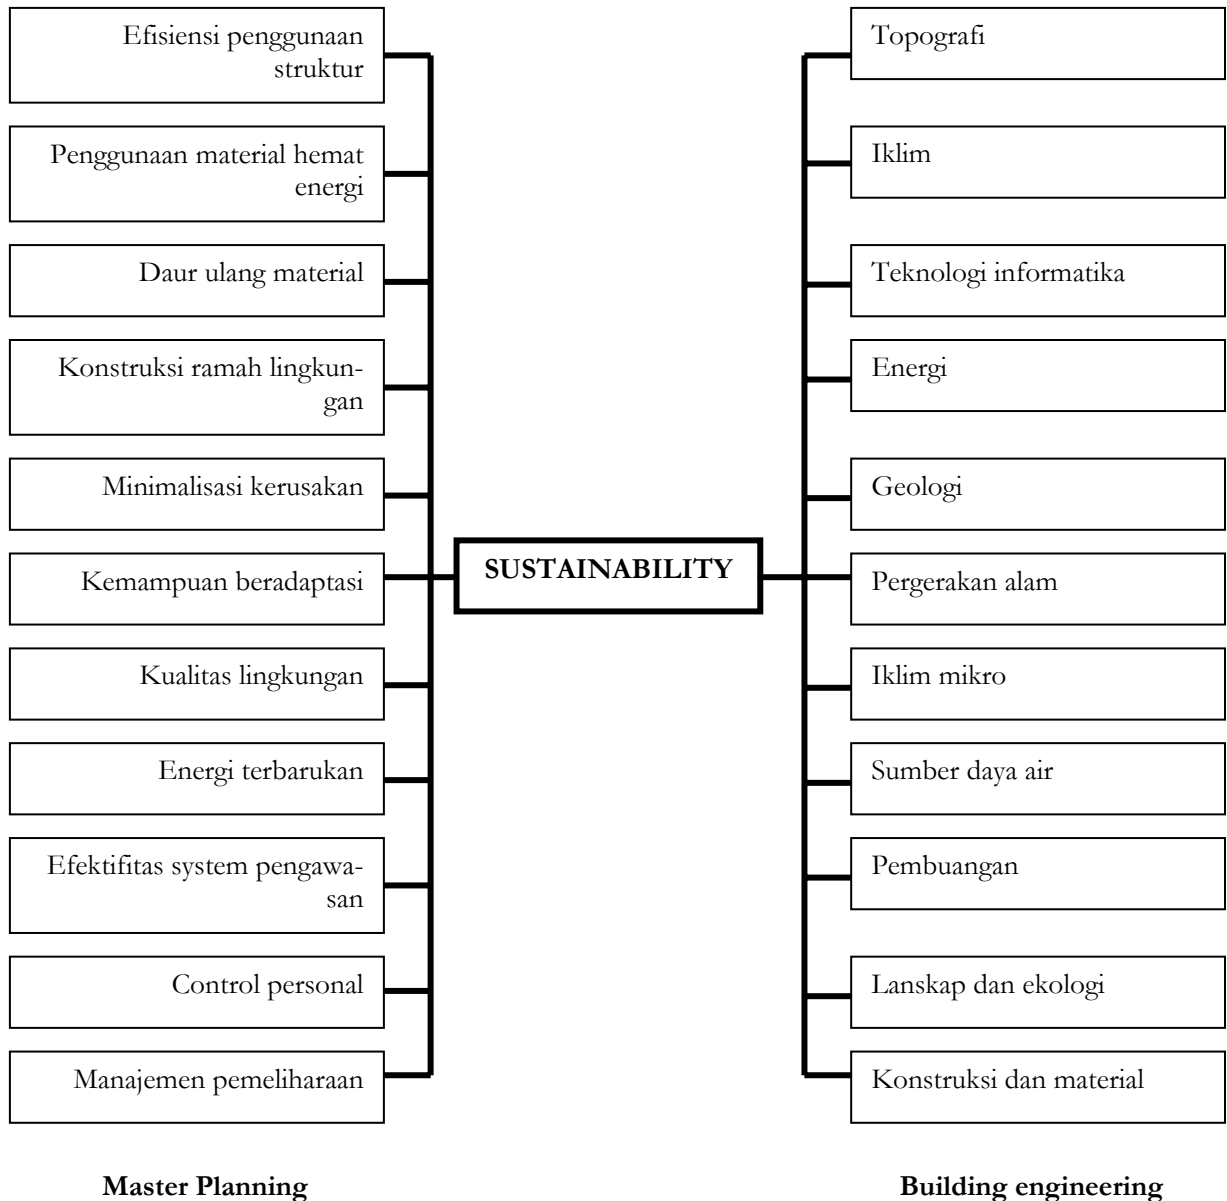 Efisiensi penggunaan
struktur
Penggunaan material hemat
energi
Daur ulang material
Konstruksi ramah lingkun-
gan
Minimalisasi kerusakan
Kemampuan beradaptasi
Kualitas lingkungan
Energi terbarukan
Efektifitas system pengawa-
san
Control personal
Manajemen pemeliharaan
Master Planning
SUSTAINABILITY
Topografi
Iklim
Teknologi informatika
Energi
Geologi
Pergerakan alam
Iklim mikro
Sumber daya air
Pembuangan
Lanskap dan ekologi
Konstruksi dan material
Building engineering